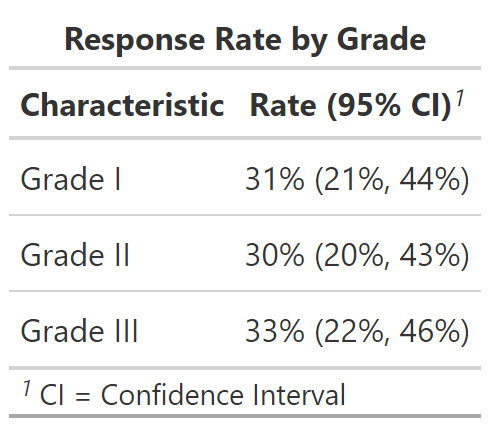 Response Rate by Grade
Characteristic Rate (95% CI)¹
Grade I 31% (21%, 44%)
Grade II 30% (20%, 43%)
Grade III 33% (22%, 46%)
¹ CI = Confidence Interval